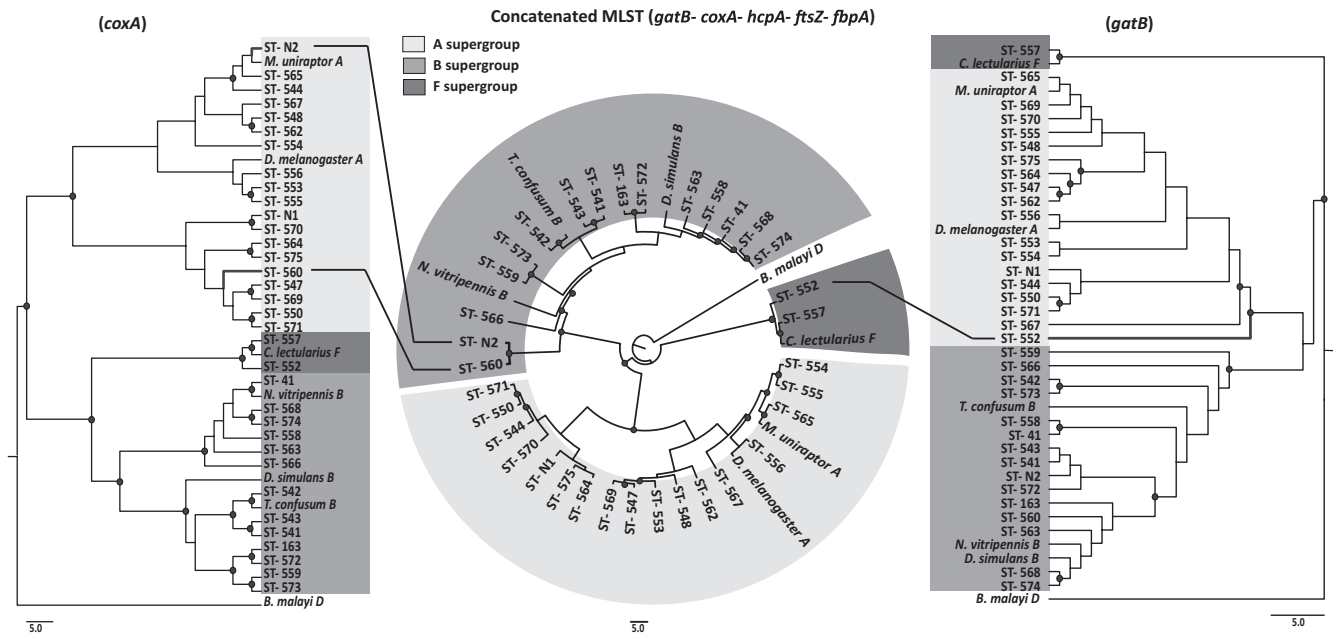 (coxA)
ST- N2
M. uniraptor A
ST- 565
ST- 544
ST- 567
ST- 548
ST- 562
ST- 554
D. melanogaster A
ST- 556
ST- 553
ST- 555
ST- N1
ST- 570
ST- 564
ST- 575
ST- 560
ST- 547
ST- 569
ST- 550
ST- 571
ST- 557
C. lectularius F
ST- 552
ST- 41
N. vitripennis B
ST- 568
ST- 574
ST- 558
ST- 563
ST- 566
D. simulans B
ST- 542
T. confusum B
ST- 543
ST- 541
ST- 163
ST- 572
ST- 559
ST- 573
B. malayi D
5.0
Concatenated MLST (gatB- coxA- hcpA- ftsZ- fbpA)
A supergroup
B supergroup
F supergroup
ST- 560
ST- N2
ST- 566
N. vitripennis B
ST- 559
ST- 573
ST- 542
T. confusum B
ST- 543
ST- 541
ST- 163
ST- 572
D. simulans B
ST- 563
ST- 558
ST- 41
ST- 568
ST- 574
B. malayi D
ST- 552
ST- 557
C. lectularius F
ST- 554
ST- 555
ST- 565
M. uniraptor A
ST- 556
D. melanogaster A
ST- 567
ST- 562
ST- 548
ST- 553
ST- 547
ST- 569
ST- 564
ST- 575
ST- N1
ST- 570
ST- 544
ST- 550
ST- 571
5.0
(gatB)
ST- 557
C. lectularius F
ST- 565
M. uniraptor A
ST- 569
ST- 570
ST- 555
ST- 548
ST- 575
ST- 564
ST- 547
ST- 562
ST- 556
D. melanogaster A
ST- 553
ST- 554
ST- N1
ST- 544
ST- 550
ST- 571
ST- 567
ST- 552
ST- 559
ST- 566
ST- 542
ST- 573
T. confusum B
ST- 558
ST- 41
ST- 543
ST- 541
ST- N2
ST- 572
ST- 163
ST- 560
ST- 563
N. vitripennis B
D. simulans B
ST- 568
ST- 574
B. malayi D
5.0